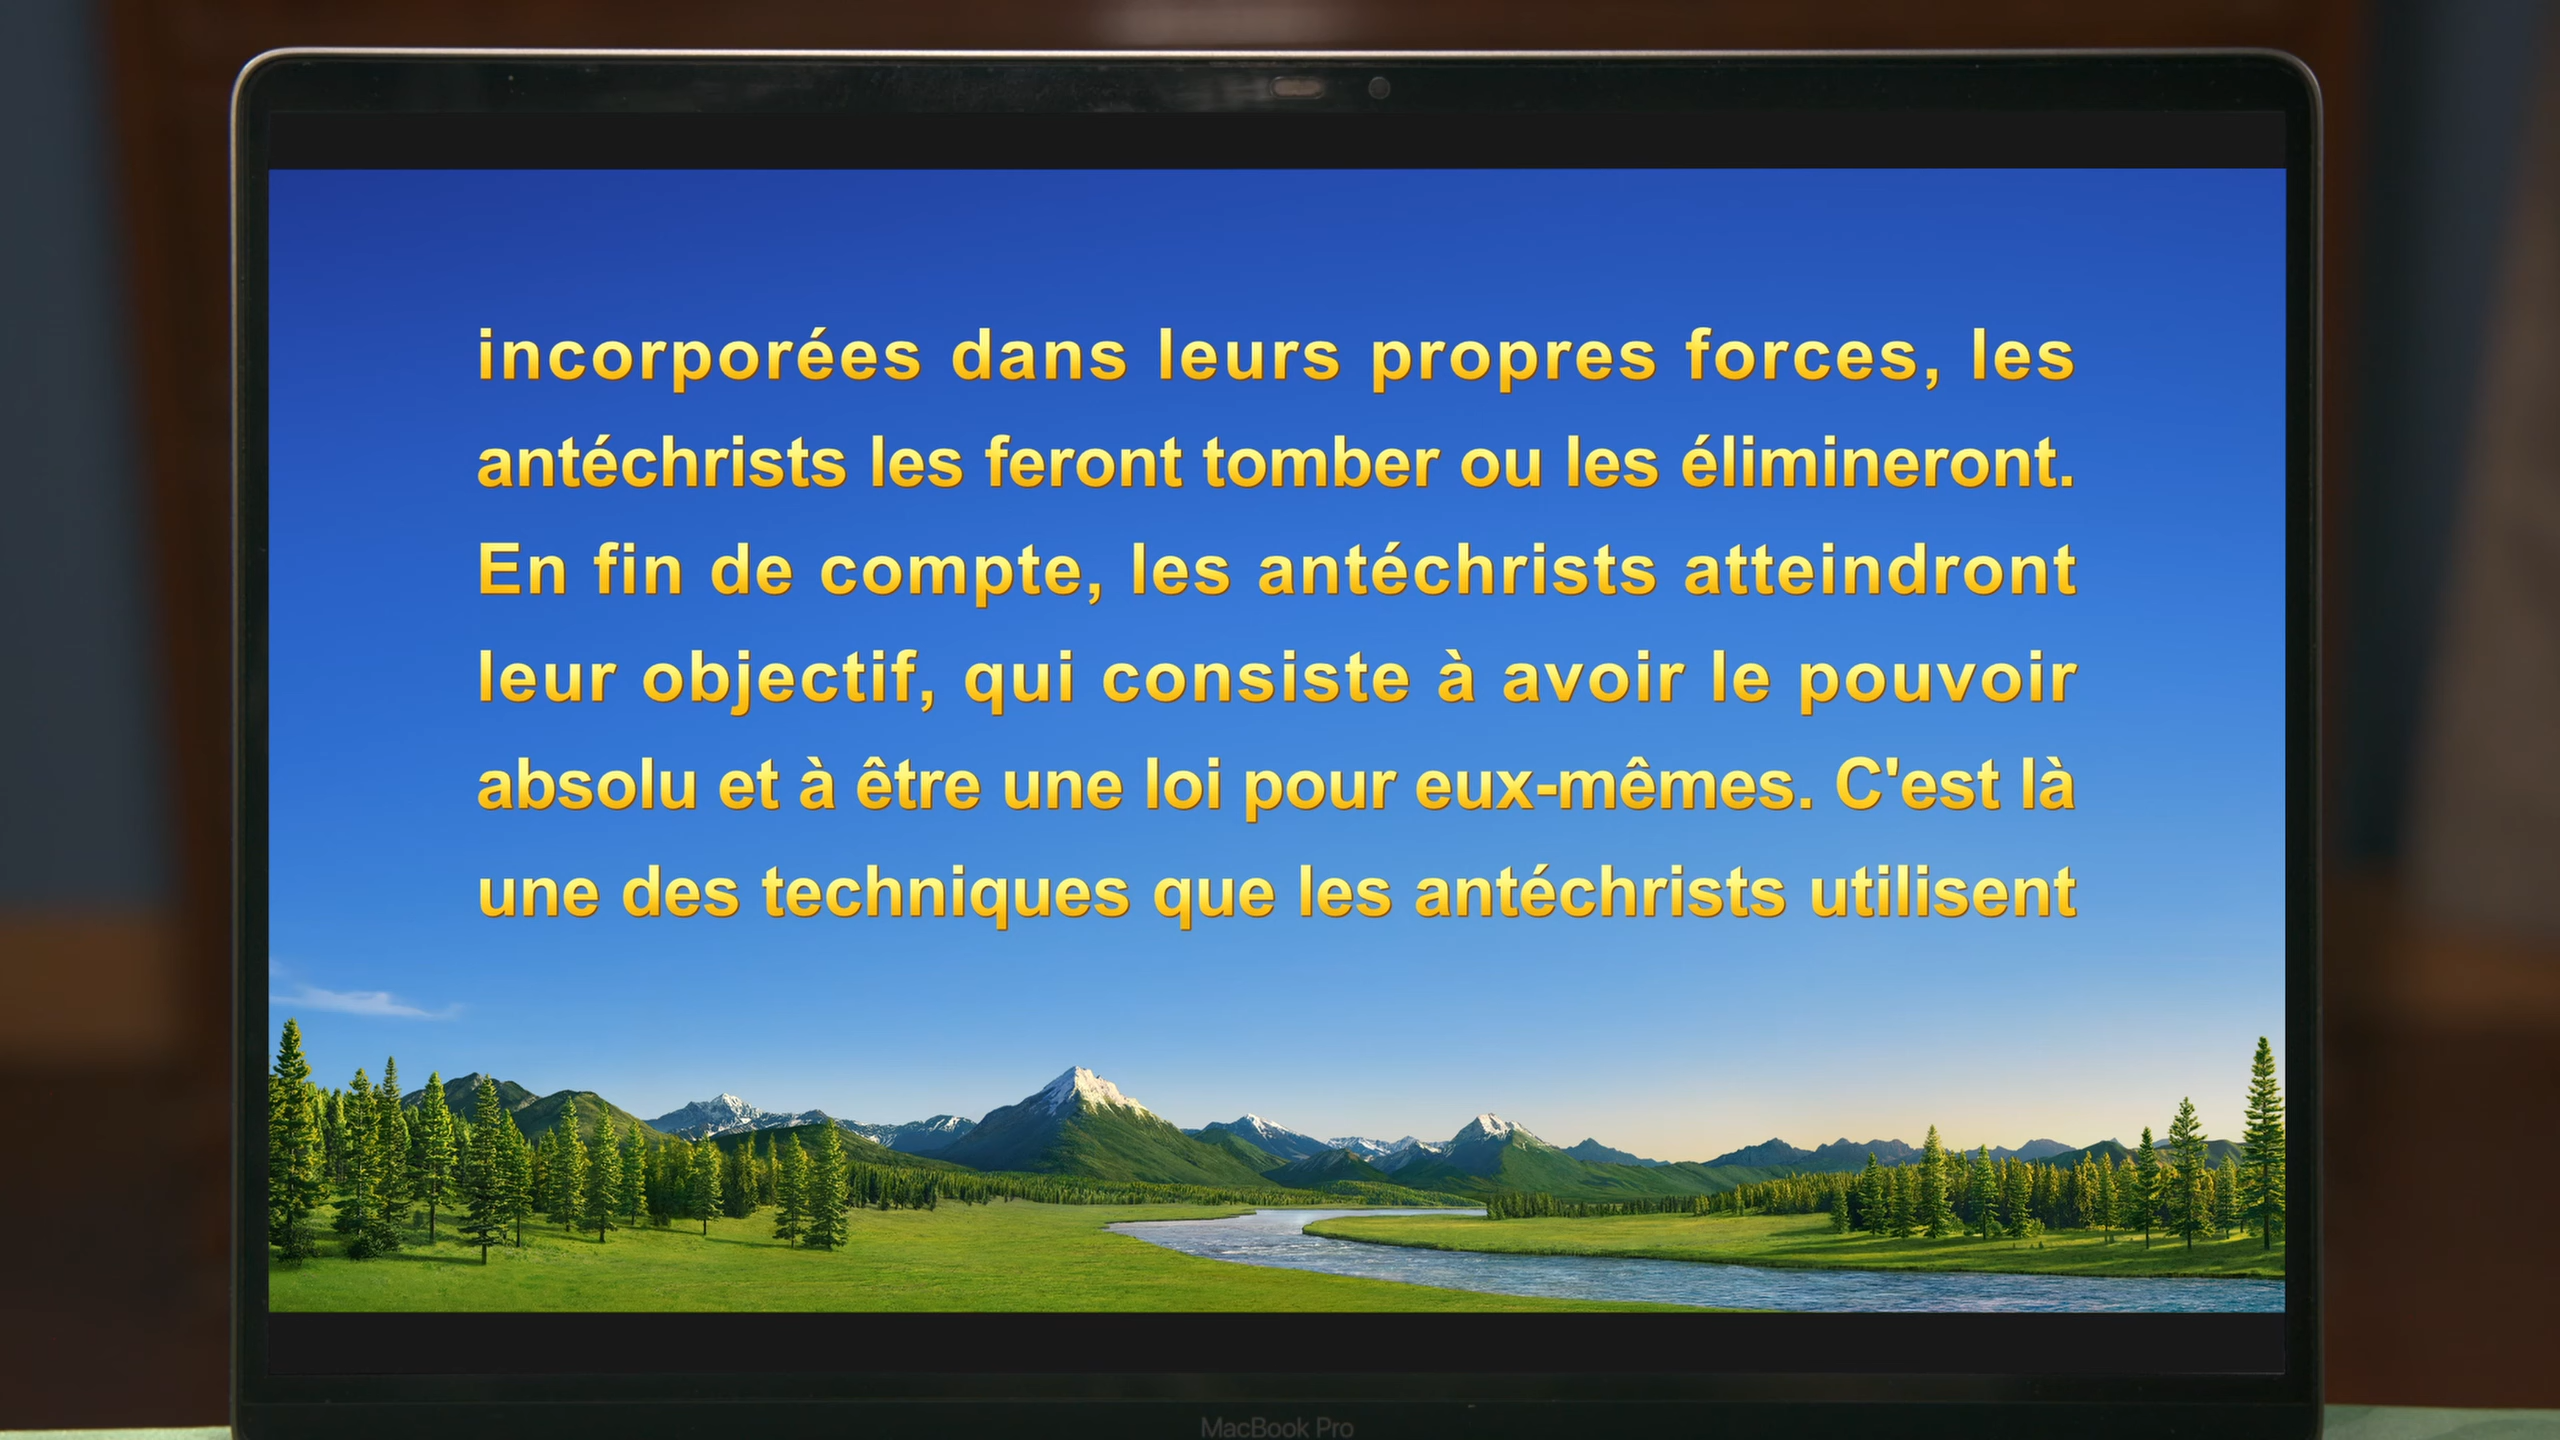 incorporées dans leurs propres forces, les
antéchrists les feront tomber ou les élimineront.
En fin de compte, les antéchrists atteindront
leur objectif, qui consiste à avoir le pouvoir
absolu et à être une loi pour eux-mêmes. C'est là
une des techniques que les antéchrists utilisent
MacBook Pro